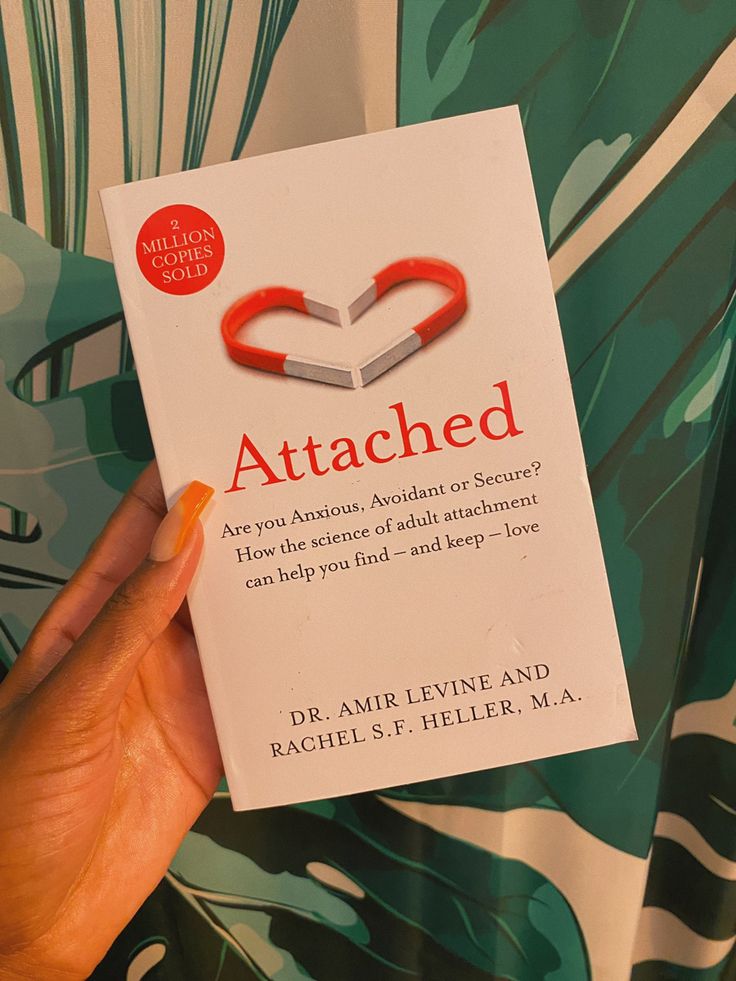 2
MILLION
COPIES
SOLD
Attached
Are you Anxious, Avoidant or Secure?
How the science of adult attachment
can help you find – and keep – love
DR. AMIR LEVINE AND
RACHEL S.F. HELLER, M.A.